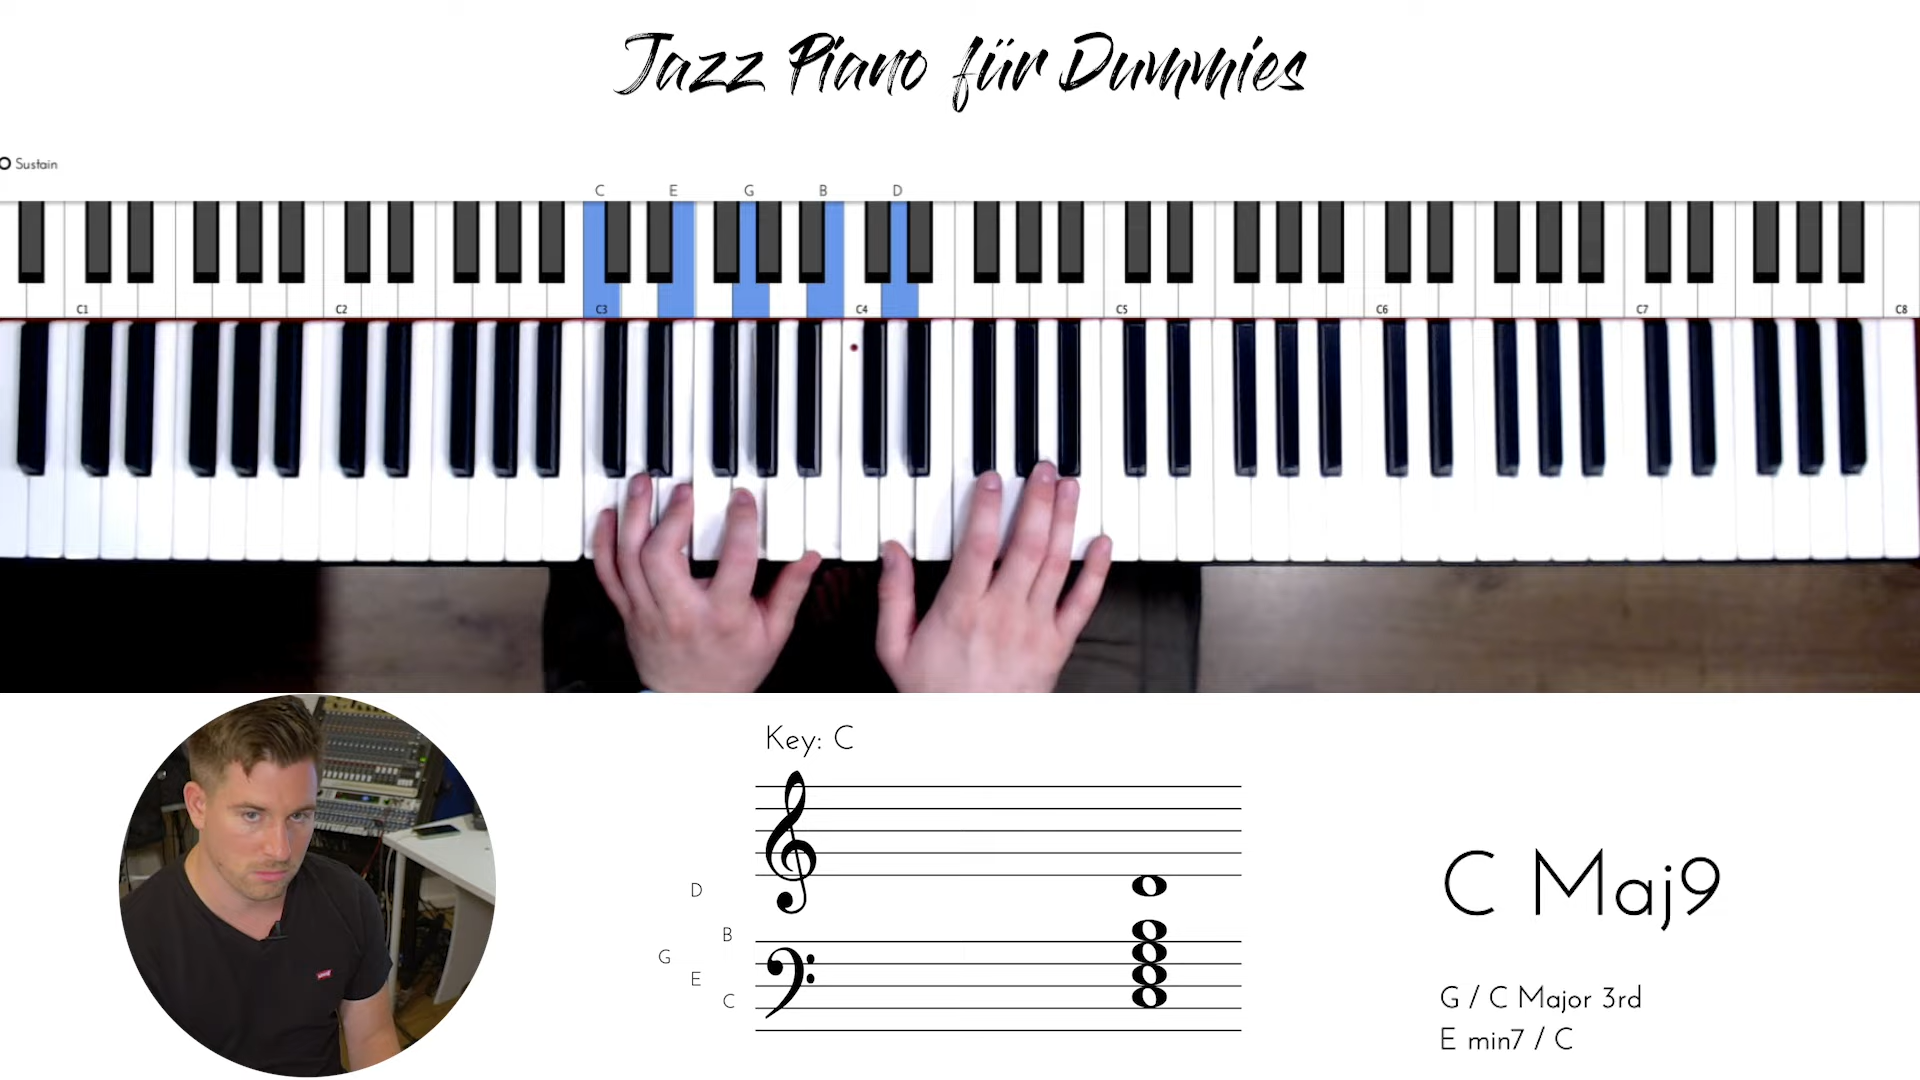 Jazz Piano für Dummies
Sustain
C E G B D
C1 C2 C3 C4 C5 C6 C7 C8
Key: C
D
B
G
E
C
C Maj9
G / C Major 3rd
E min7 / C